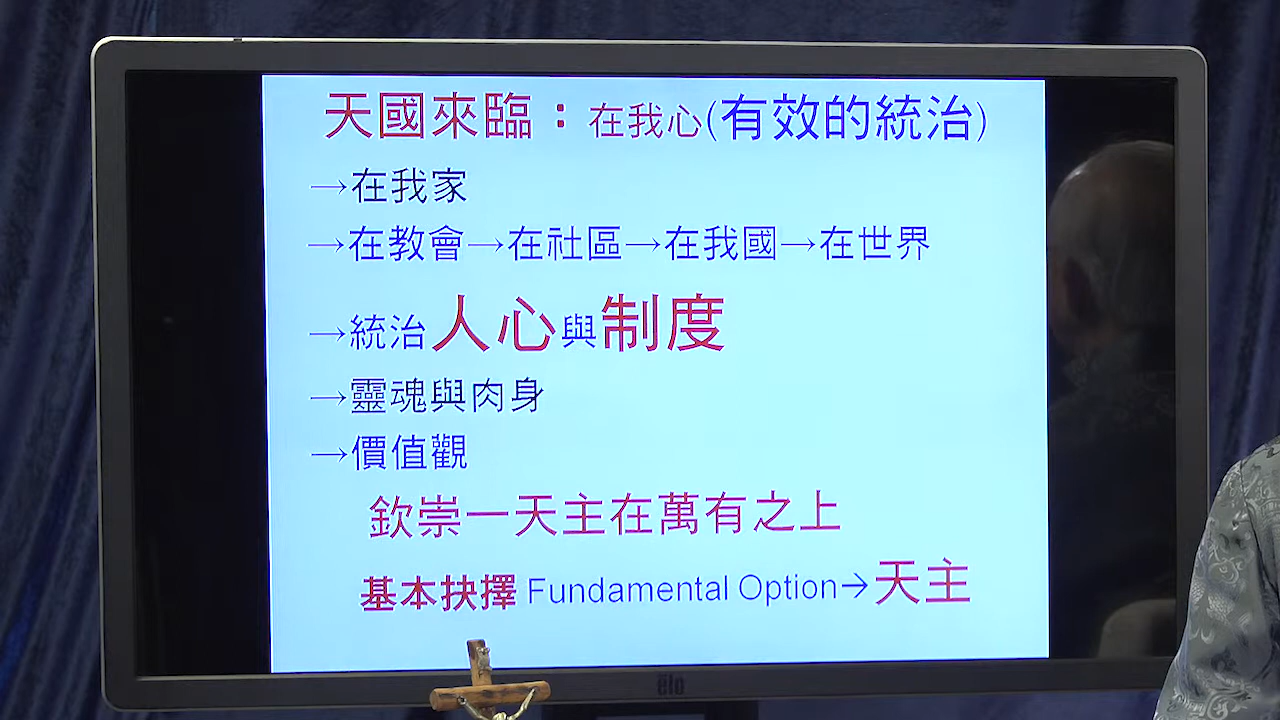 天國來臨：在我心(有效的統治)
→在我家
→在教會→在社區→在我國→在世界
→統治人心與制度
→靈魂與肉身
→價值觀
欽崇一天主在萬有之上
基本抉擇 Fundamental Option→天主
elo